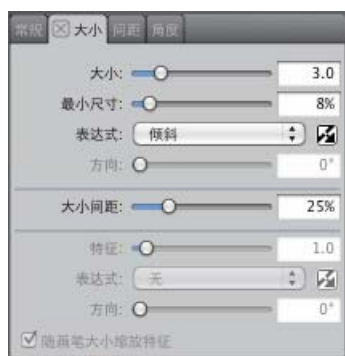 常规 大小 间距 角度
大小: 3.0
最小尺寸: 8%
表达式: 倾斜
方向: 0°
大小间距: 25%
特征: 1.0
表达式: 无
方向: 0°
随画笔大小缩放特征